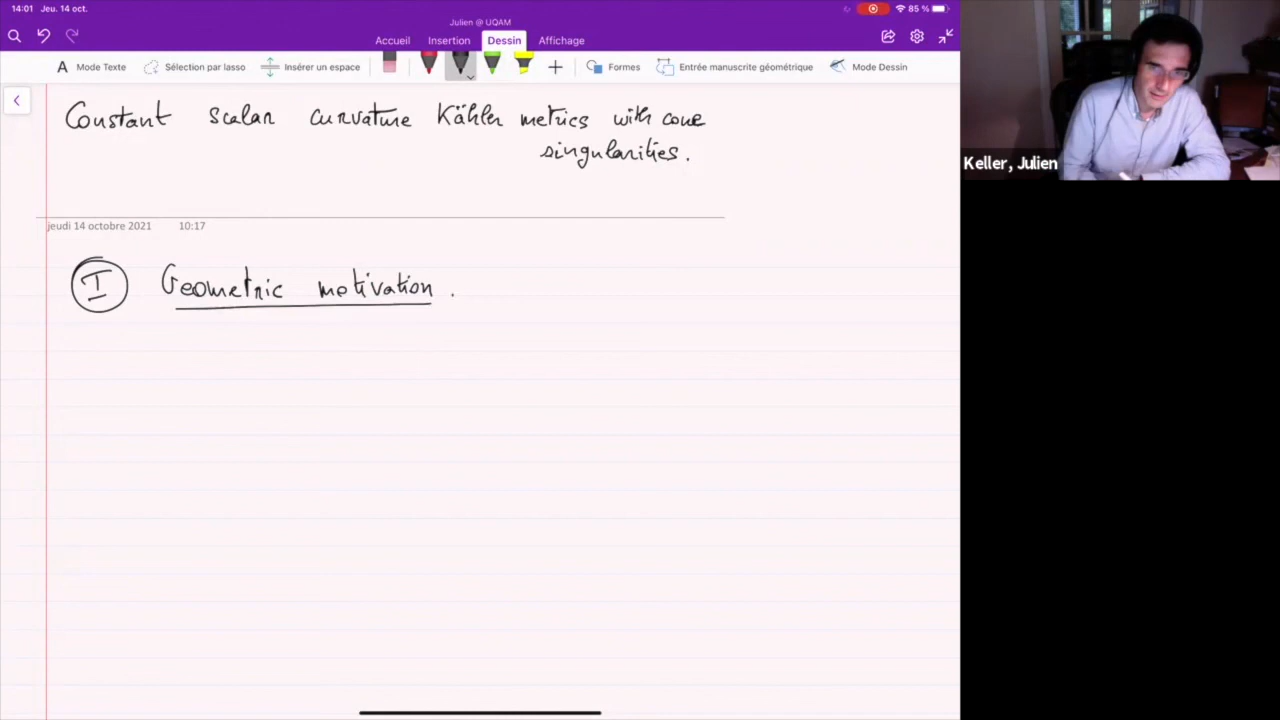 14:01 Jeu. 14 oct.
85 %
Julien @ UQAM
Accueil Insertion Dessin Affichage
A Mode Texte Sélection par lasso Insérer un espace Formes Entrée manuscrite géométrique Mode Dessin
Constant scalar curvature Kähler metrics with cone
singularities.
jeudi 14 octobre 2021 10:17
I Geometric motivation.
Keller, Julien